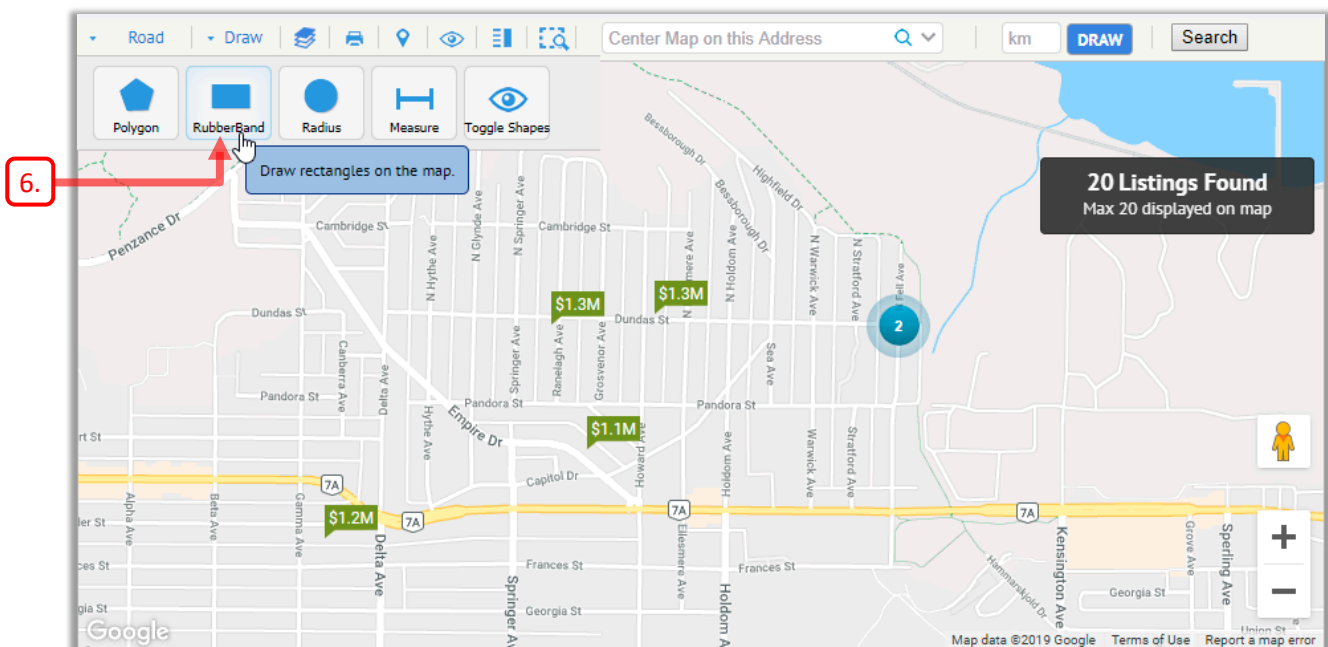 Road
Draw
Center Map on this Address
km
DRAW
Search
Polygon
RubberBand
Radius
Measure
Toggle Shapes
6.
Draw rectangles on the map.
20 Listings Found
Max 20 displayed on map
Bessborough Dr
Highfield Dr
Bessborough Dr
Penzance Dr
Cambridge St
N Hythe Ave
N Glynde Ave
N Springer Ave
Cambridge St
N Holdom Ave
N Warwick Ave
N Stratford Ave
Fell Ave
$1.3M
$1.3M
Dundas St
Dundas St
2
Canberra Ave
Delta Ave
Springer Ave
Ranelagh Ave
Grosvenor Ave
Sea Ave
Pandora St
Pandora St
Pandora St
Hythe Ave
Empire Dr
$1.1M
Howard Ave
Holdom Ave
Warwick Ave
Stratford Ave
rt St
Capitol Dr
7A
7A
7A
7A
$1.2M
Alpha Ave
Beta Ave
Gamma Ave
Delta Ave
ler St
Ellesmere Ave
Kensington Ave
Grove Ave
Sperling Ave
ces St
Frances St
Frances St
Hammarskjold Dr
Springer Av
Holdom A
gia St
Georgia St
Georgia St
Union St
Google
Map data ©2019 Google
Terms of Use
Report a map error